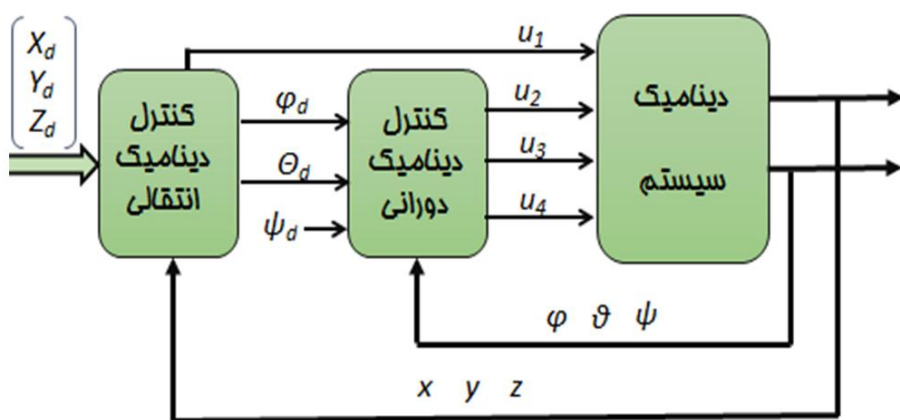 X_d
Y_d
Z_d
کنترل
دینامیک
انتقالی
φ_d
Θ_d
ψ_d
کنترل
دینامیک
دورانی
u_1
u_2
u_3
u_4
دینامیک
سیستم
φ ϑ ψ
x y z